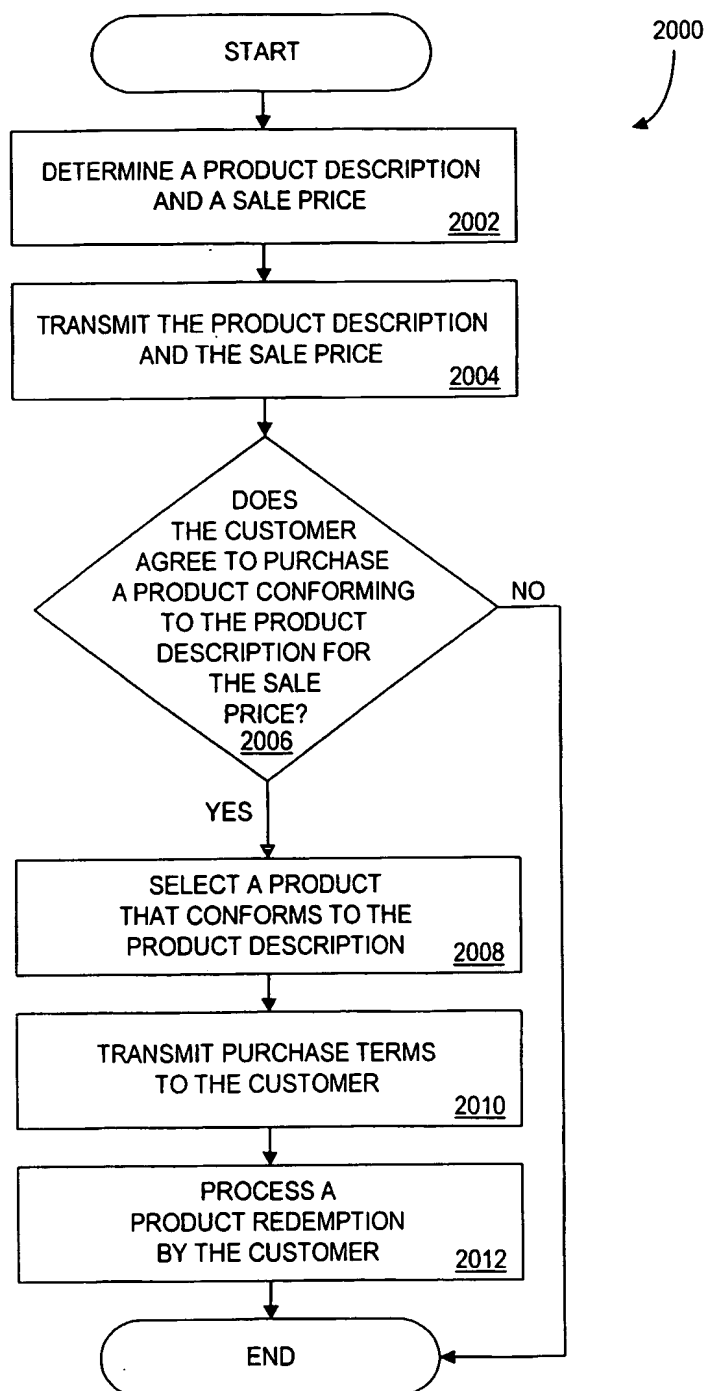 START
2000
DETERMINE A PRODUCT DESCRIPTION
AND A SALE PRICE
2002
TRANSMIT THE PRODUCT DESCRIPTION
AND THE SALE PRICE
2004
DOES
THE CUSTOMER
AGREE TO PURCHASE
A PRODUCT CONFORMING
TO THE PRODUCT
DESCRIPTION FOR
THE SALE
PRICE?
2006
NO
YES
SELECT A PRODUCT
THAT CONFORMS TO THE
PRODUCT DESCRIPTION
2008
TRANSMIT PURCHASE TERMS
TO THE CUSTOMER
2010
PROCESS A
PRODUCT REDEMPTION
BY THE CUSTOMER
2012
END